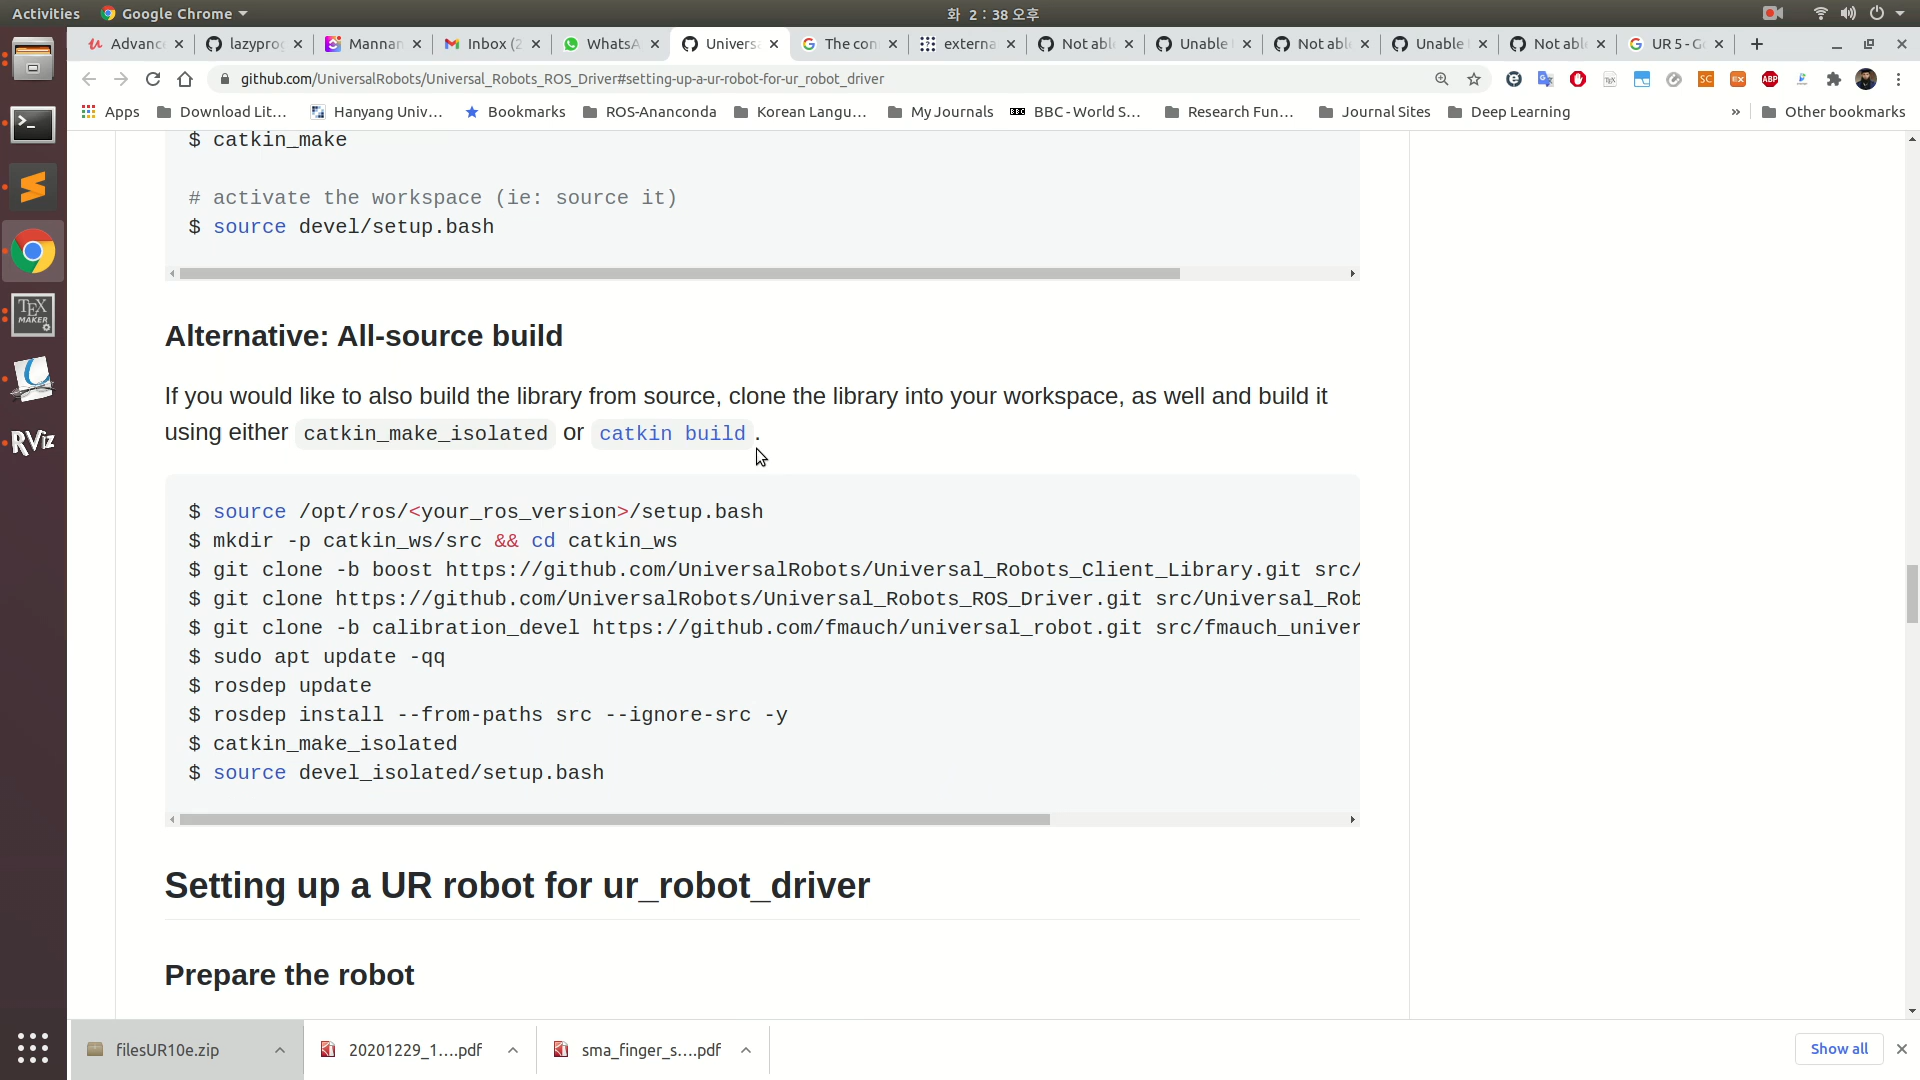 Activities Google Chrome 화 2 : 38 오후
Advanc lazyprog Mannan Inbox (2 WhatsA Univers The con externa Not abl Unable Not abl Unable Not abl UR 5 - G
github.com/UniversalRobots/Universal_Robots_ROS_Driver#setting-up-a-ur-robot-for-ur_robot_driver
Apps Download Lit... Hanyang Univ... Bookmarks ROS-Ananconda Korean Langu... My Journals BBC - World S... Research Fun... Journal Sites Deep Learning » Other bookmarks
$ catkin_make
# activate the workspace (ie: source it)
$ source devel/setup.bash
Alternative: All-source build
If you would like to also build the library from source, clone the library into your workspace, as well and build it
using either catkin_make_isolated or catkin build .
$ source /opt/ros/<your_ros_version>/setup.bash
$ mkdir -p catkin_ws/src && cd catkin_ws
$ git clone -b boost https://github.com/UniversalRobots/Universal_Robots_Client_Library.git src/
$ git clone https://github.com/UniversalRobots/Universal_Robots_ROS_Driver.git src/Universal_Rob
$ git clone -b calibration_devel https://github.com/fmauch/universal_robot.git src/fmauch_univer
$ sudo apt update -qq
$ rosdep update
$ rosdep install --from-paths src --ignore-src -y
$ catkin_make_isolated
$ source devel_isolated/setup.bash
Setting up a UR robot for ur_robot_driver
Prepare the robot
TEX
MAKER
RViz
filesUR10e.zip 20201229_1....pdf sma_finger_s....pdf Show all